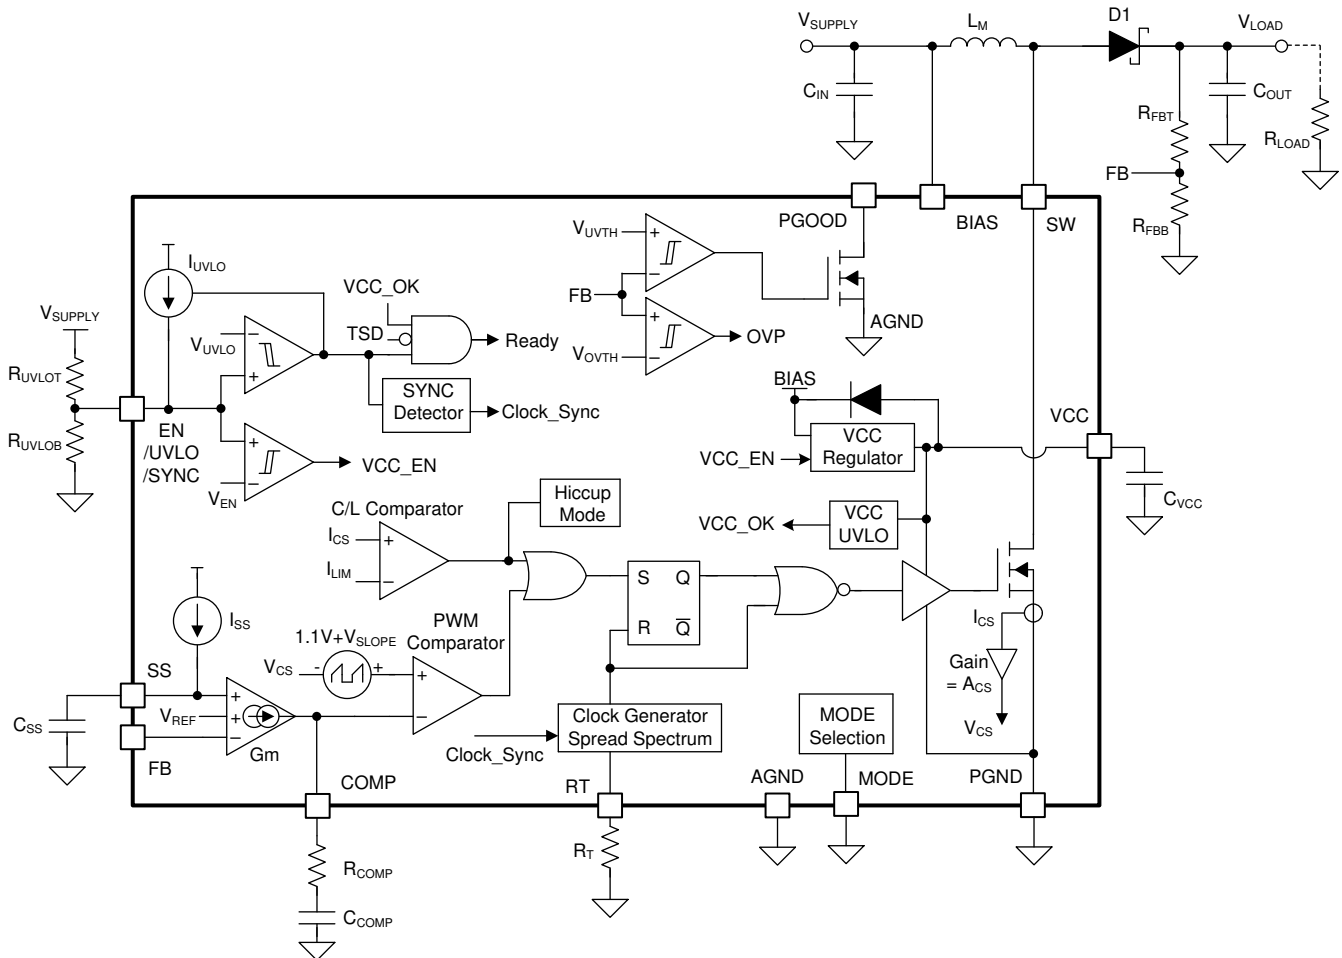 VSUPPLY
LM
D1
VLOAD
CIN
COUT
RFBT
RLOAD
FB
RFBB
PGOOD
BIAS
SW
VUVTH
+
−
FB
+
VOVTH
−
OVP
AGND
IUVLO
VCC_OK
TSD
Ready
VSUPPLY
VUVLO
−
+
RUVLOT
SYNC
Detector
Clock_Sync
RUVLOB
EN
/UVLO
/SYNC
+
VEN
−
VCC_EN
BIAS
VCC
Regulator
VCC_EN
VCC
CVCC
C/L Comparator
Hiccup
Mode
VCC_OK
VCC
UVLO
ICS
+
ILIM
−
S
Q
R
Q̅
ISS
1.1V+VSLOPE
PWM
Comparator
VCS
-
+
+
−
ICS
Gain
= ACS
VCS
SS
CSS
+
VREF
+
−
Gm
FB
Clock_Sync
Clock Generator
Spread Spectrum
MODE
Selection
COMP
RT
AGND
MODE
PGND
RCOMP
RT
CCOMP